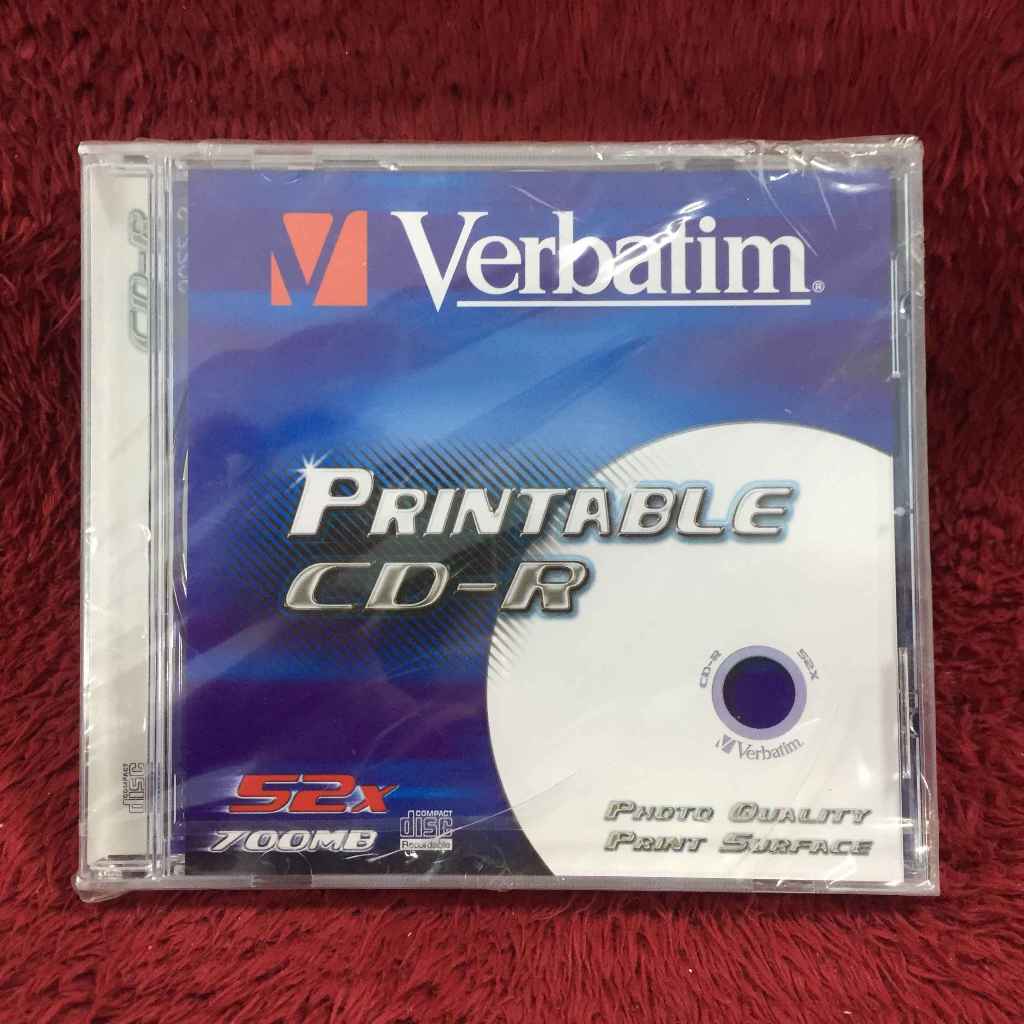 Verbatim®
PRINTABLE
CD-R
CD-R 52X
Verbatim
52x
700MB
COMPACT
disc
Recordable
PHOTO QUALITY
PRINT SURFACE
CD-R
COMPACT
disc